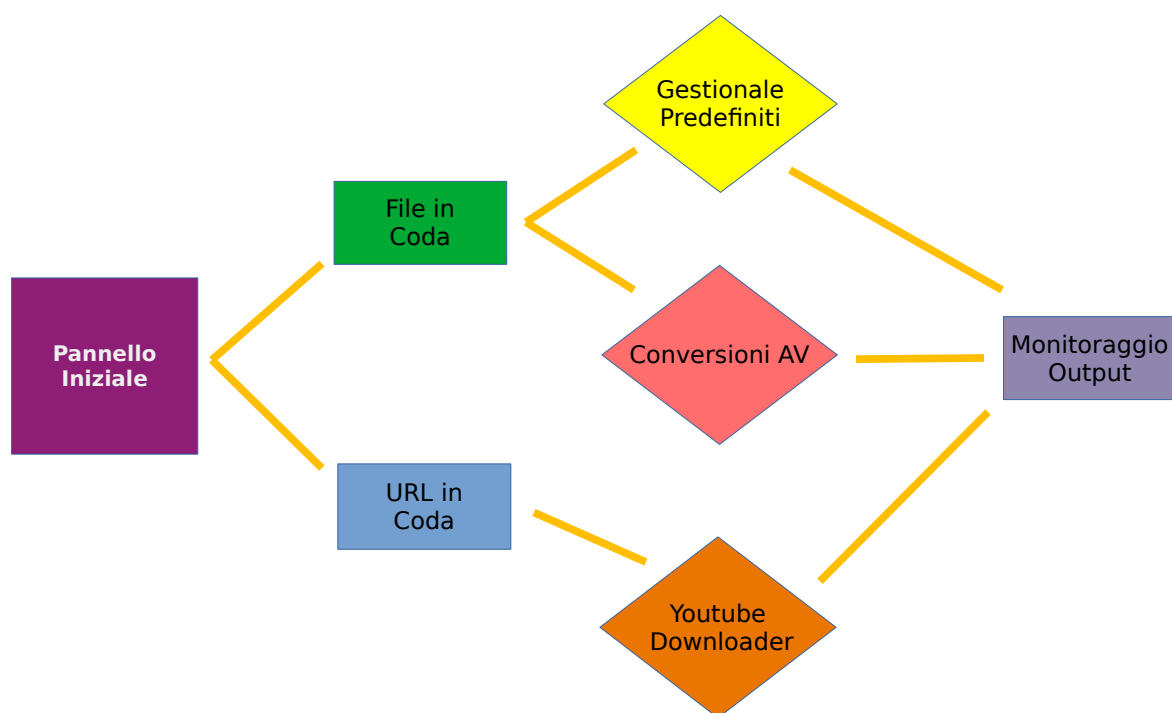 Gestionale
Predefiniti
File in
Coda
Pannello
Iniziale
Conversioni AV
Monitoraggio
Output
URL in
Coda
Youtube
Downloader